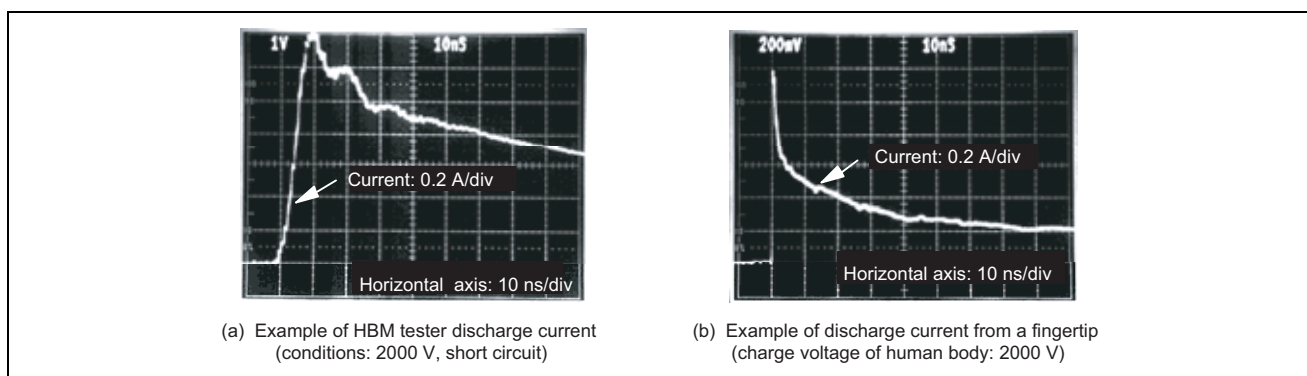 1V 10nS
Current: 0.2 A/div
Horizontal axis: 10 ns/div
(a) Example of HBM tester discharge current
(conditions: 2000 V, short circuit)
200mV 10nS
Current: 0.2 A/div
Horizontal axis: 10 ns/div
(b) Example of discharge current from a fingertip
(charge voltage of human body: 2000 V)